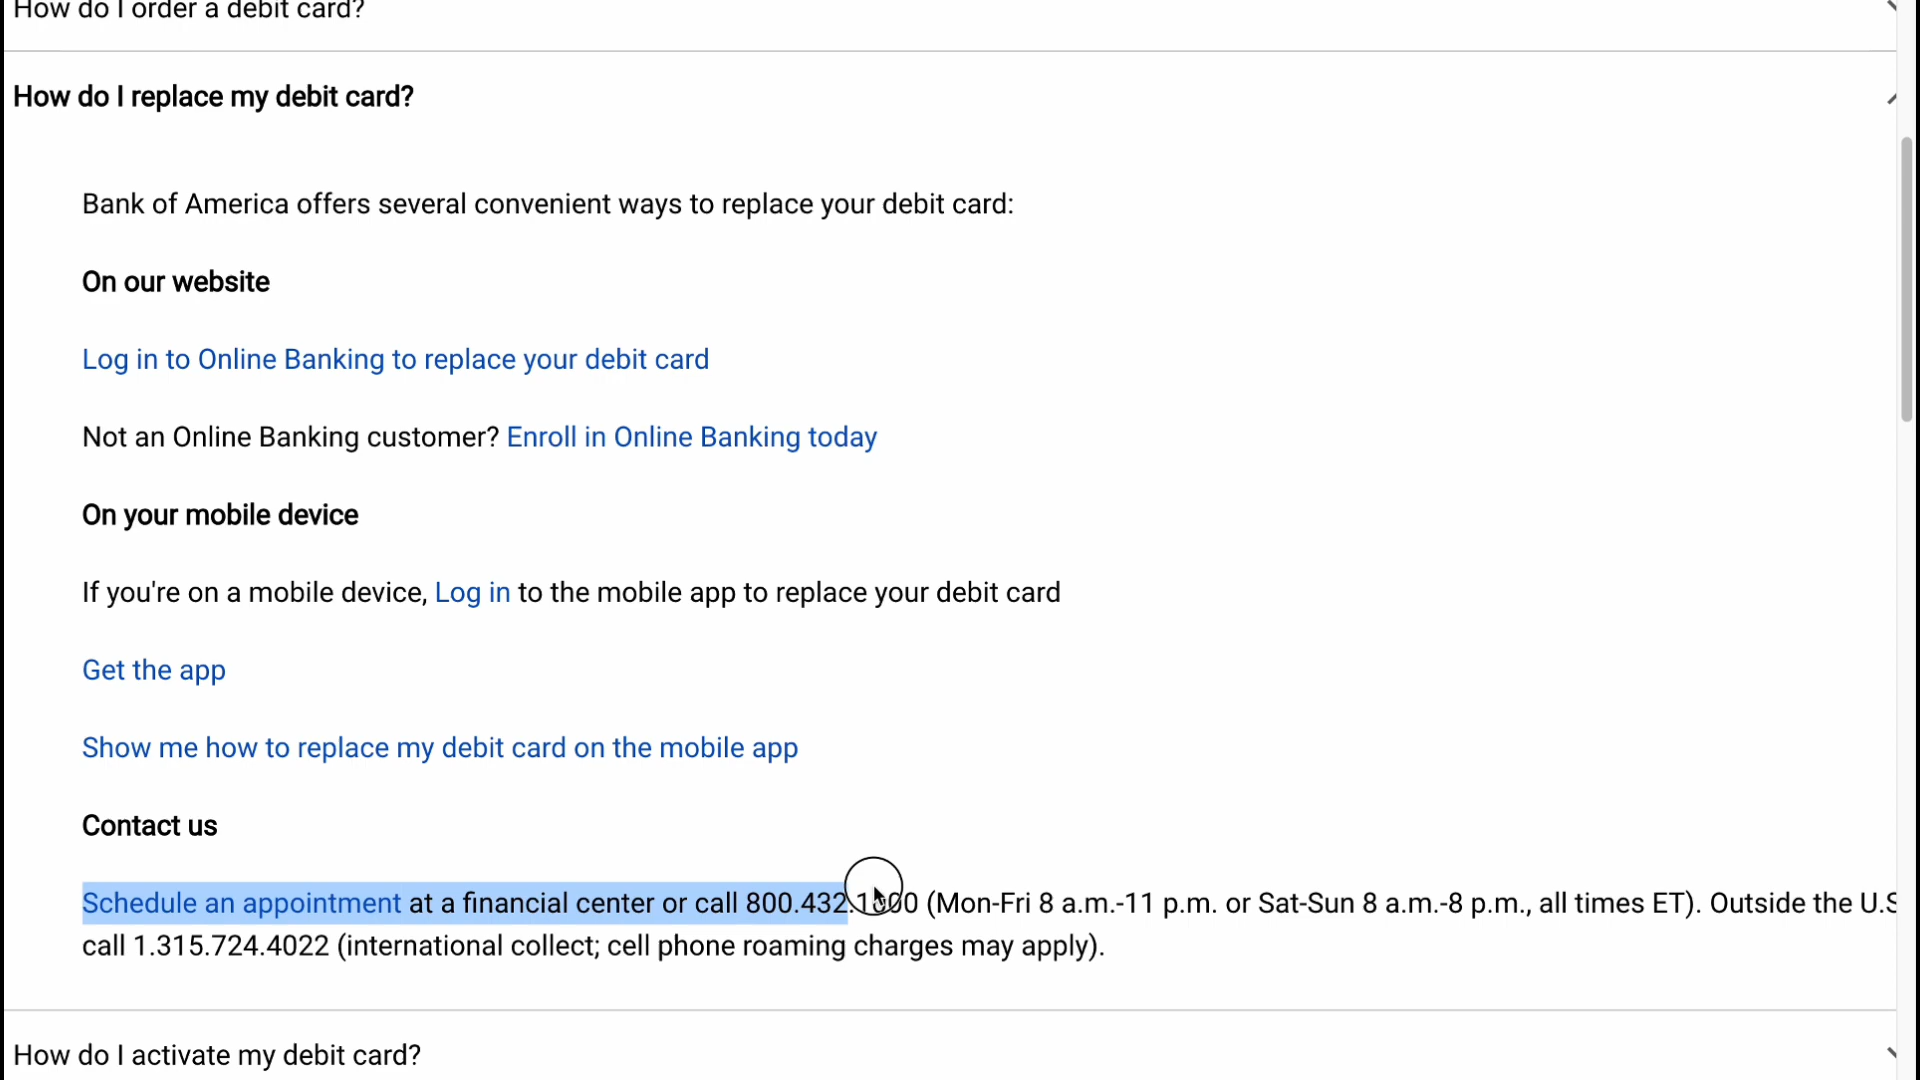 How do I order a debit card?
How do I replace my debit card?
Bank of America offers several convenient ways to replace your debit card:
On our website
Log in to Online Banking to replace your debit card
Not an Online Banking customer? Enroll in Online Banking today
On your mobile device
If you're on a mobile device, Log in to the mobile app to replace your debit card
Get the app
Show me how to replace my debit card on the mobile app
Contact us
Schedule an appointment at a financial center or call 800.432.1000 (Mon-Fri 8 a.m.-11 p.m. or Sat-Sun 8 a.m.-8 p.m., all times ET). Outside the U.S
call 1.315.724.4022 (international collect; cell phone roaming charges may apply).
How do I activate my debit card?